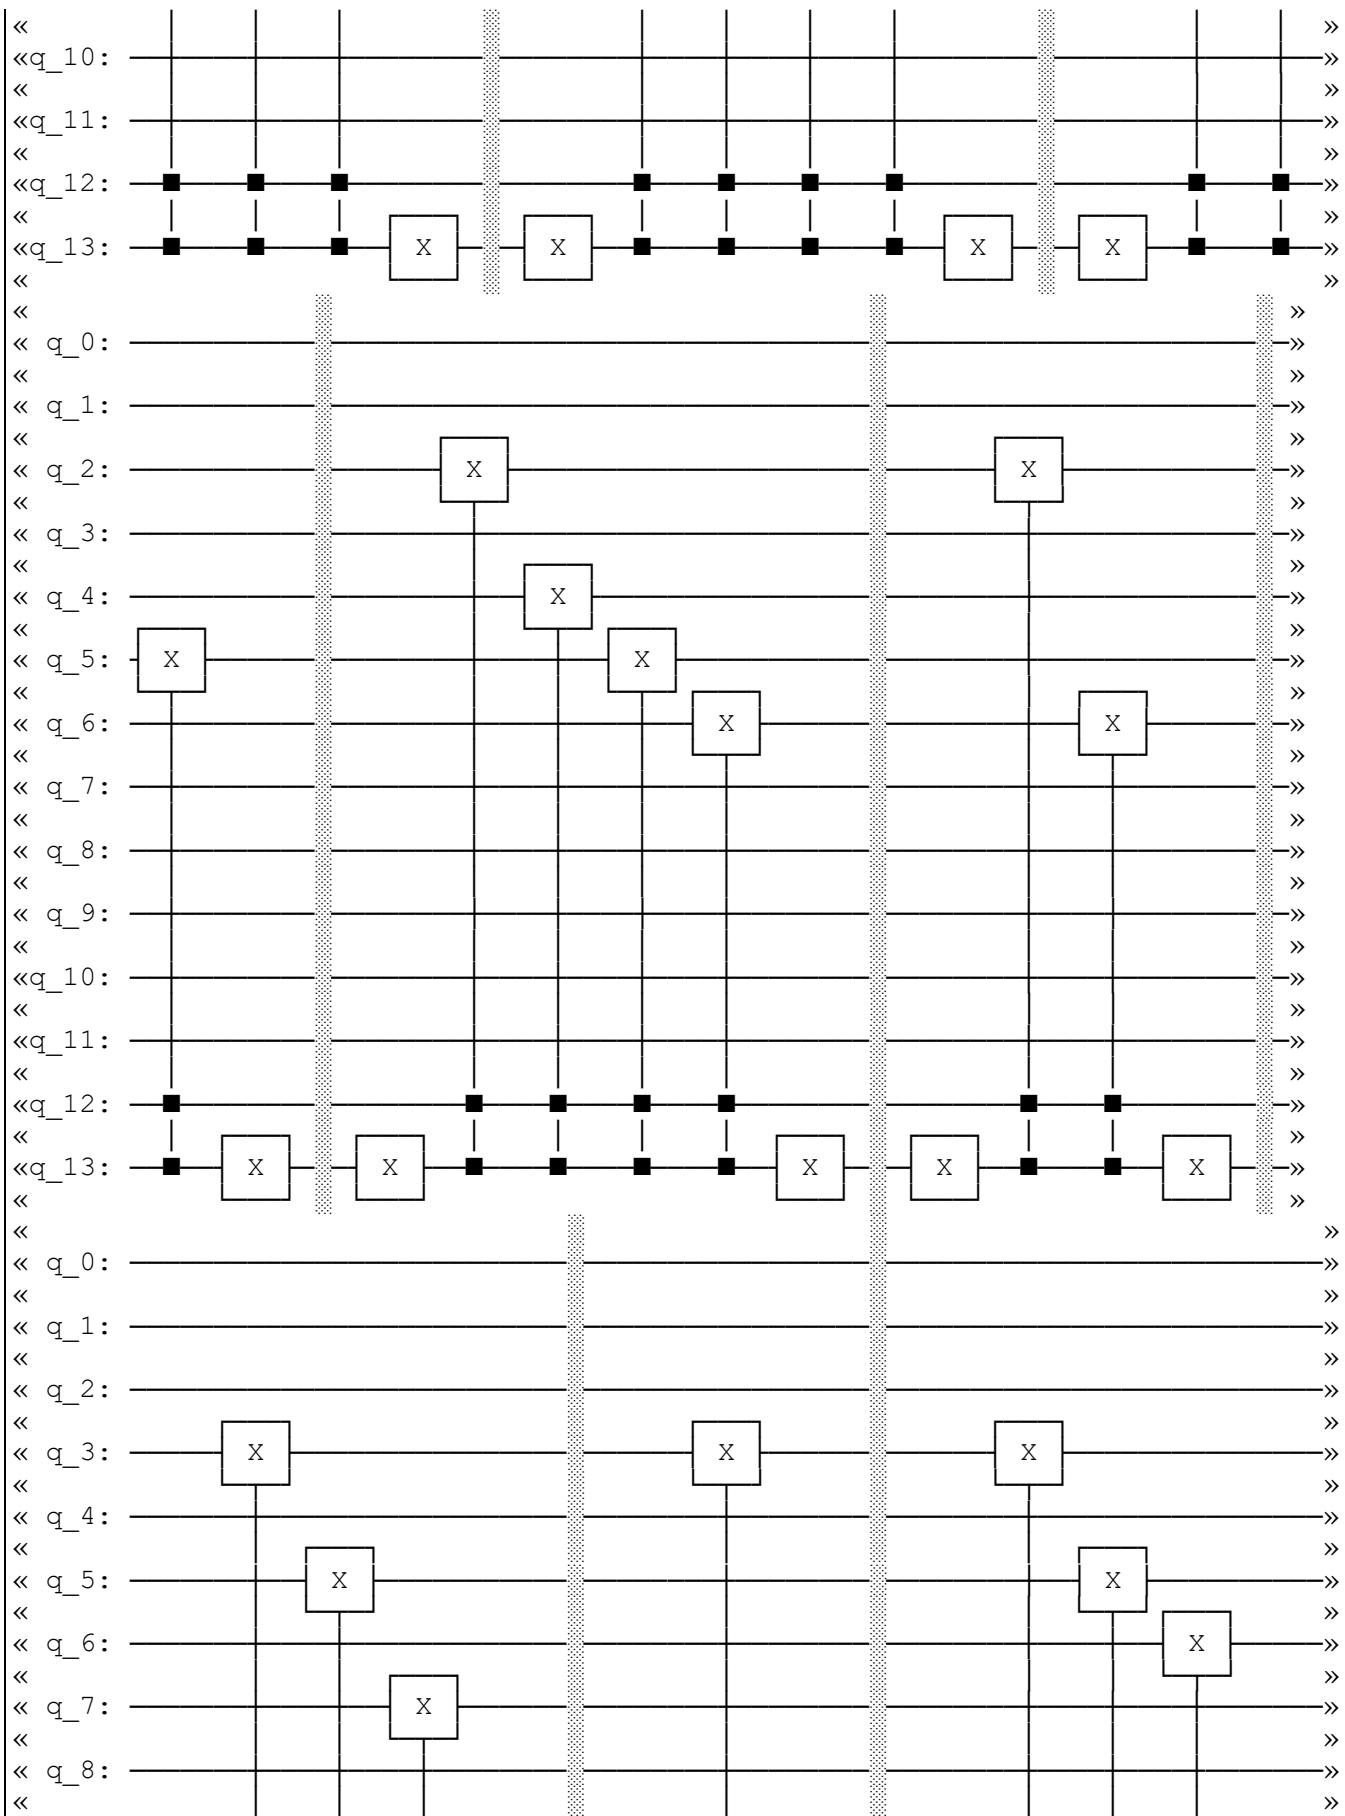 « »
«q_10: »
« »
«q_11: »
« »
«q_12: »
« »
«q_13: X X X X »
« »
« »
« q_0: »
« »
« q_1: »
« »
« q_2: X X »
« »
« q_3: »
« »
« q_4: X »
« »
« q_5: X X »
« »
« q_6: X X »
« »
« q_7: »
« »
« q_8: »
« »
« q_9: »
« »
«q_10: »
« »
«q_11: »
« »
«q_12: »
« »
«q_13: X X X X X »
« »
« »
« q_0: »
« »
« q_1: »
« »
« q_2: »
« »
« q_3: X X X »
« »
« q_4: »
« »
« q_5: X X »
« »
« q_6: X »
« »
« q_7: X »
« »
« q_8: »
« »